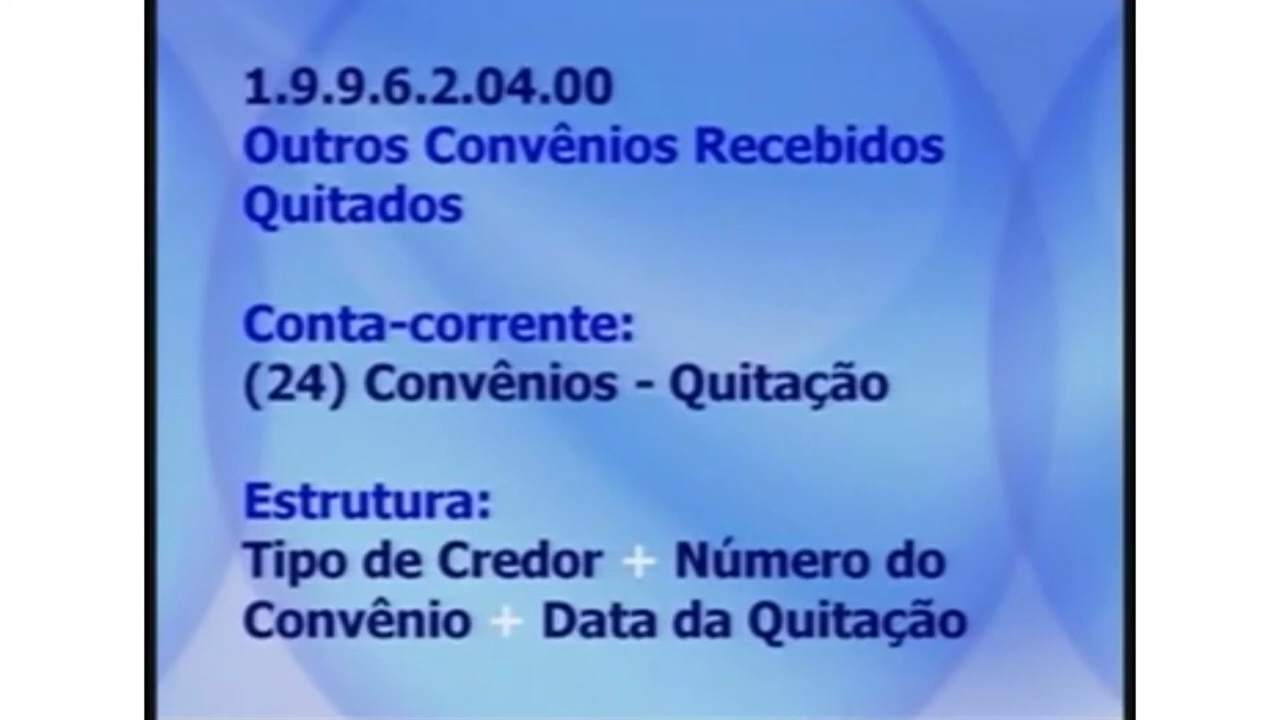 1.9.9.6.2.04.00
Outros Convênios Recebidos
Quitados
Conta-corrente:
(24) Convênios - Quitação
Estrutura:
Tipo de Credor + Número do
Convênio + Data da Quitação